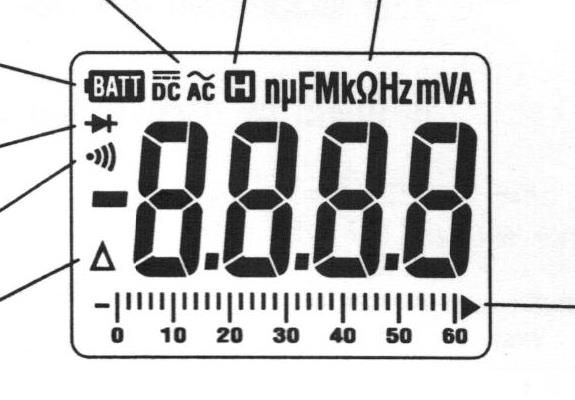 BATT DC AC H nµFMkΩHz mVA
-8.8.8.8
Δ
- 0 10 20 30 40 50 60